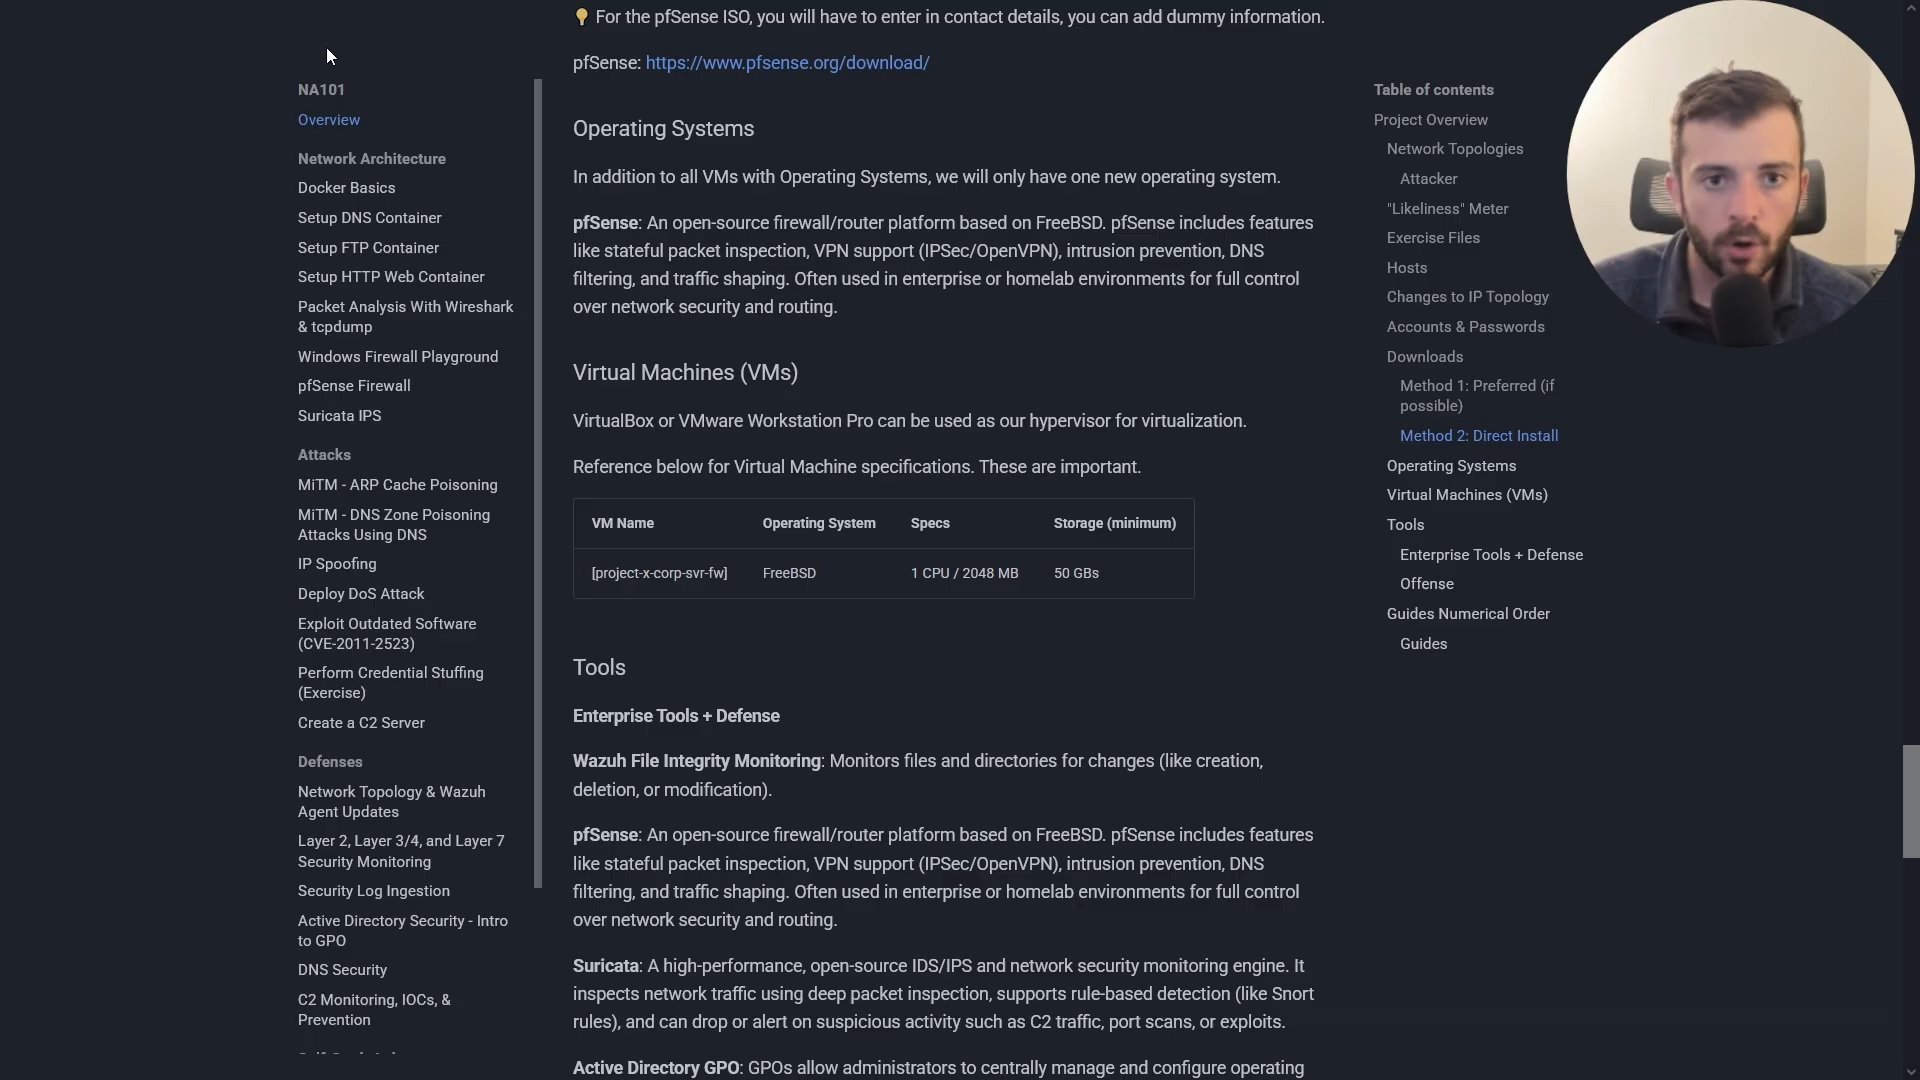 💡 For the pfSense ISO, you will have to enter in contact details, you can add dummy information.
pfSense: https://www.pfsense.org/download/
NA101
Overview
Network Architecture
Docker Basics
Setup DNS Container
Setup FTP Container
Setup HTTP Web Container
Packet Analysis With Wireshark
& tcpdump
Windows Firewall Playground
pfSense Firewall
Suricata IPS
Attacks
MiTM - ARP Cache Poisoning
MiTM - DNS Zone Poisoning
Attacks Using DNS
IP Spoofing
Deploy DoS Attack
Exploit Outdated Software
(CVE-2011-2523)
Perform Credential Stuffing
(Exercise)
Create a C2 Server
Defenses
Network Topology & Wazuh
Agent Updates
Layer 2, Layer 3/4, and Layer 7
Security Monitoring
Security Log Ingestion
Active Directory Security - Intro
to GPO
DNS Security
C2 Monitoring, IOCs, &
Prevention
Operating Systems
In addition to all VMs with Operating Systems, we will only have one new operating system.
pfSense: An open-source firewall/router platform based on FreeBSD. pfSense includes features
like stateful packet inspection, VPN support (IPSec/OpenVPN), intrusion prevention, DNS
filtering, and traffic shaping. Often used in enterprise or homelab environments for full control
over network security and routing.
Virtual Machines (VMs)
VirtualBox or VMware Workstation Pro can be used as our hypervisor for virtualization.
Reference below for Virtual Machine specifications. These are important.
VM Name Operating System Specs Storage (minimum)
[project-x-corp-svr-fw] FreeBSD 1 CPU / 2048 MB 50 GBs
Tools
Enterprise Tools + Defense
Wazuh File Integrity Monitoring: Monitors files and directories for changes (like creation,
deletion, or modification).
pfSense: An open-source firewall/router platform based on FreeBSD. pfSense includes features
like stateful packet inspection, VPN support (IPSec/OpenVPN), intrusion prevention, DNS
filtering, and traffic shaping. Often used in enterprise or homelab environments for full control
over network security and routing.
Suricata: A high-performance, open-source IDS/IPS and network security monitoring engine. It
inspects network traffic using deep packet inspection, supports rule-based detection (like Snort
rules), and can drop or alert on suspicious activity such as C2 traffic, port scans, or exploits.
Active Directory GPO: GPOs allow administrators to centrally manage and configure operating
Table of contents
Project Overview
Network Topologies
Attacker
"Likeliness" Meter
Exercise Files
Hosts
Changes to IP Topology
Accounts & Passwords
Downloads
Method 1: Preferred (if
possible)
Method 2: Direct Install
Operating Systems
Virtual Machines (VMs)
Tools
Enterprise Tools + Defense
Offense
Guides Numerical Order
Guides